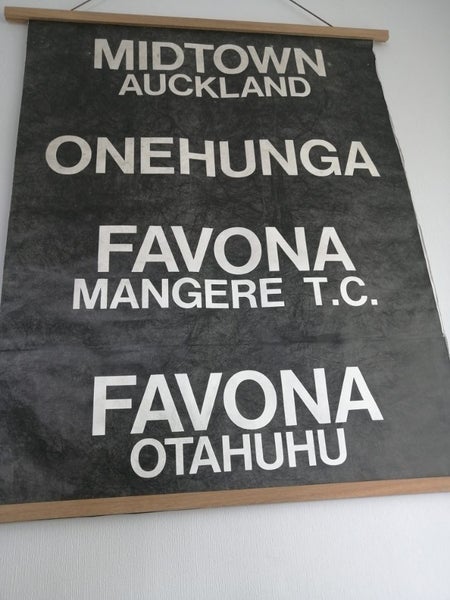 MIDTOWN
AUCKLAND
ONEHUNGA
FAVONA
MANGERE T.C.
FAVONA
OTAHUHU